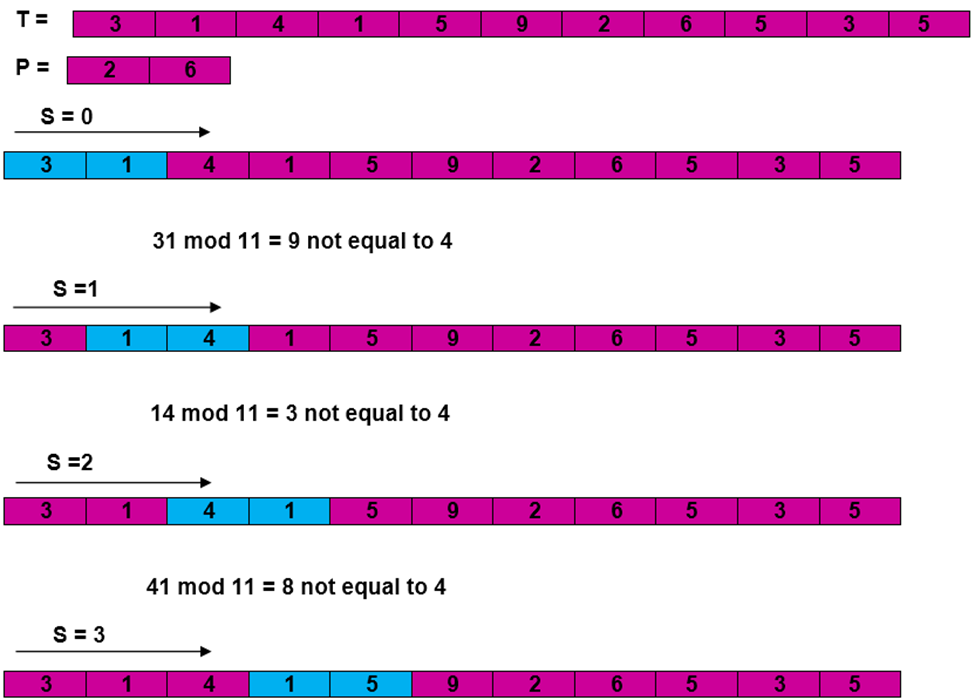 T = 3 1 4 1 5 9 2 6 5 3 5
P = 2 6
S = 0
3 1 4 1 5 9 2 6 5 3 5
31 mod 11 = 9 not equal to 4
S =1
3 1 4 1 5 9 2 6 5 3 5
14 mod 11 = 3 not equal to 4
S =2
3 1 4 1 5 9 2 6 5 3 5
41 mod 11 = 8 not equal to 4
S = 3
3 1 4 1 5 9 2 6 5 3 5